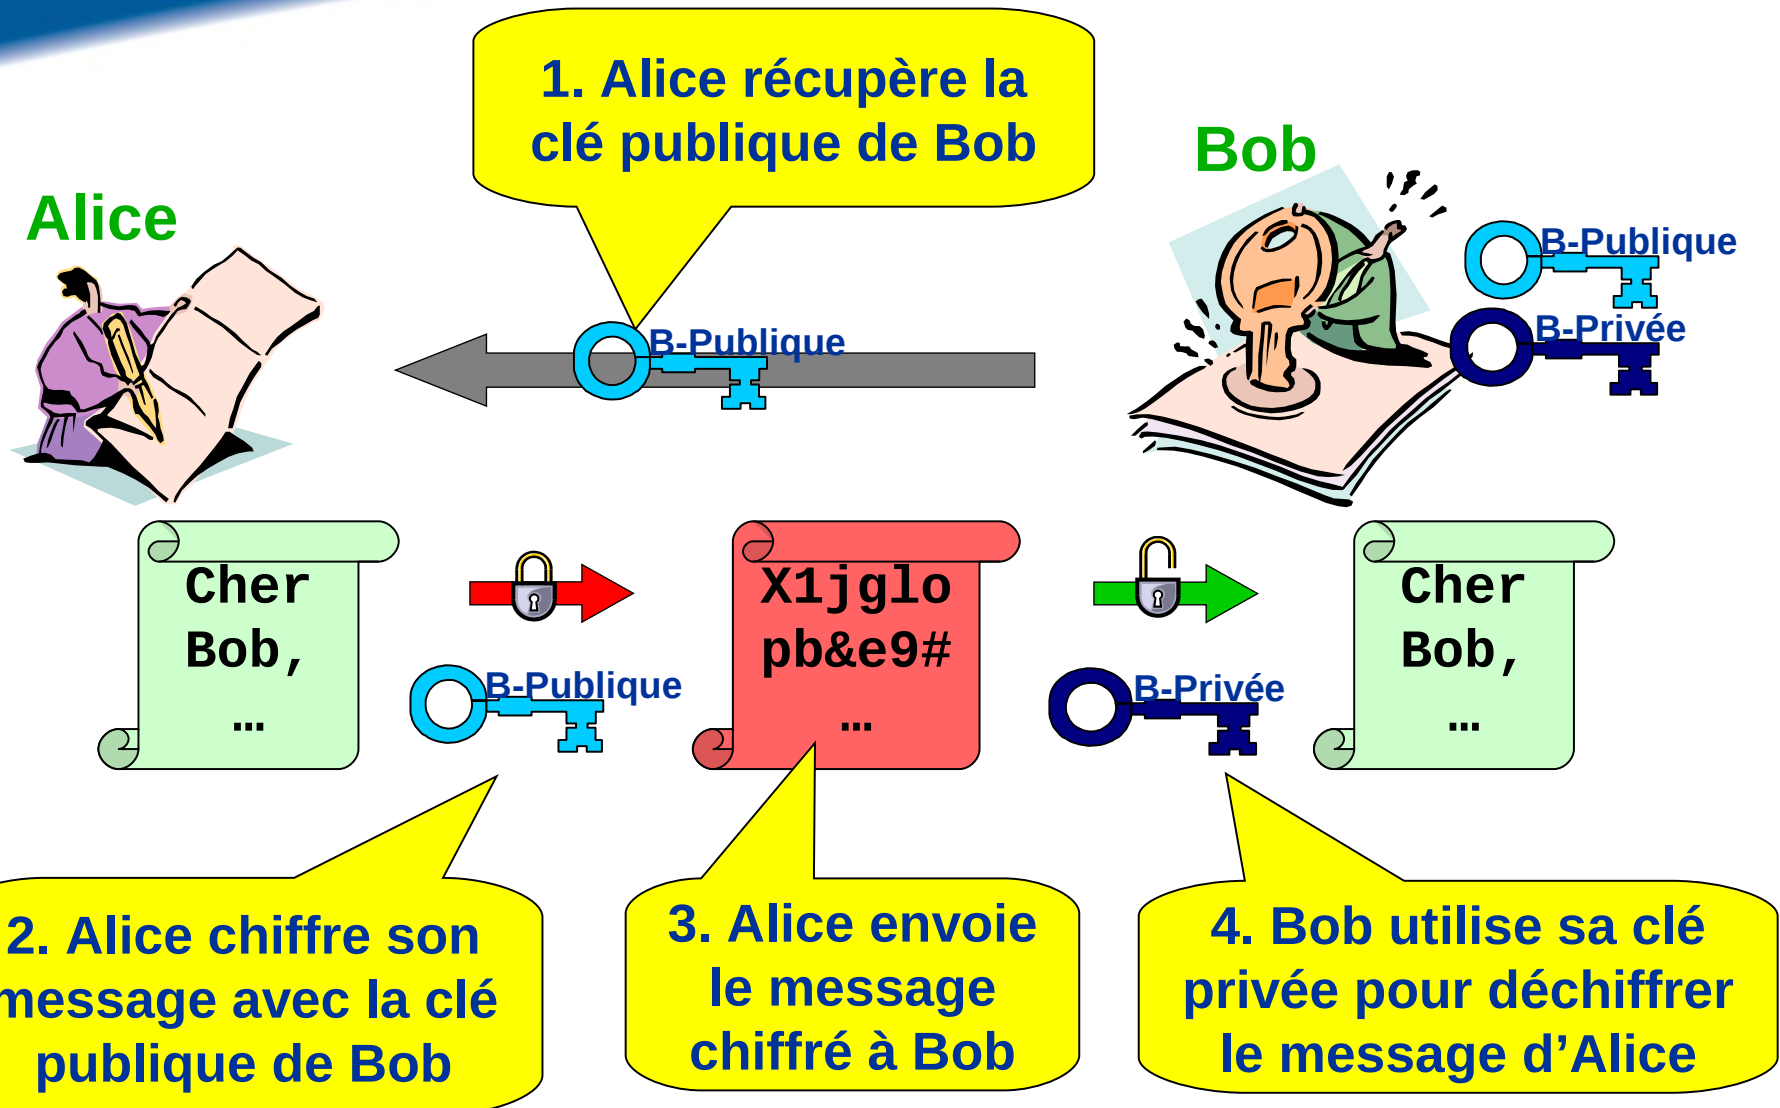 1. Alice récupère la
clé publique de Bob
Bob
Alice
B-Publique
B-Privée
B-Publique
Cher
Bob,
…
X1jglo
pb&e9#
…
Cher
Bob,
…
B-Publique
B-Privée
2. Alice chiffre son
message avec la clé
publique de Bob
3. Alice envoie
le message
chiffré à Bob
4. Bob utilise sa clé
privée pour déchiffrer
le message d’Alice